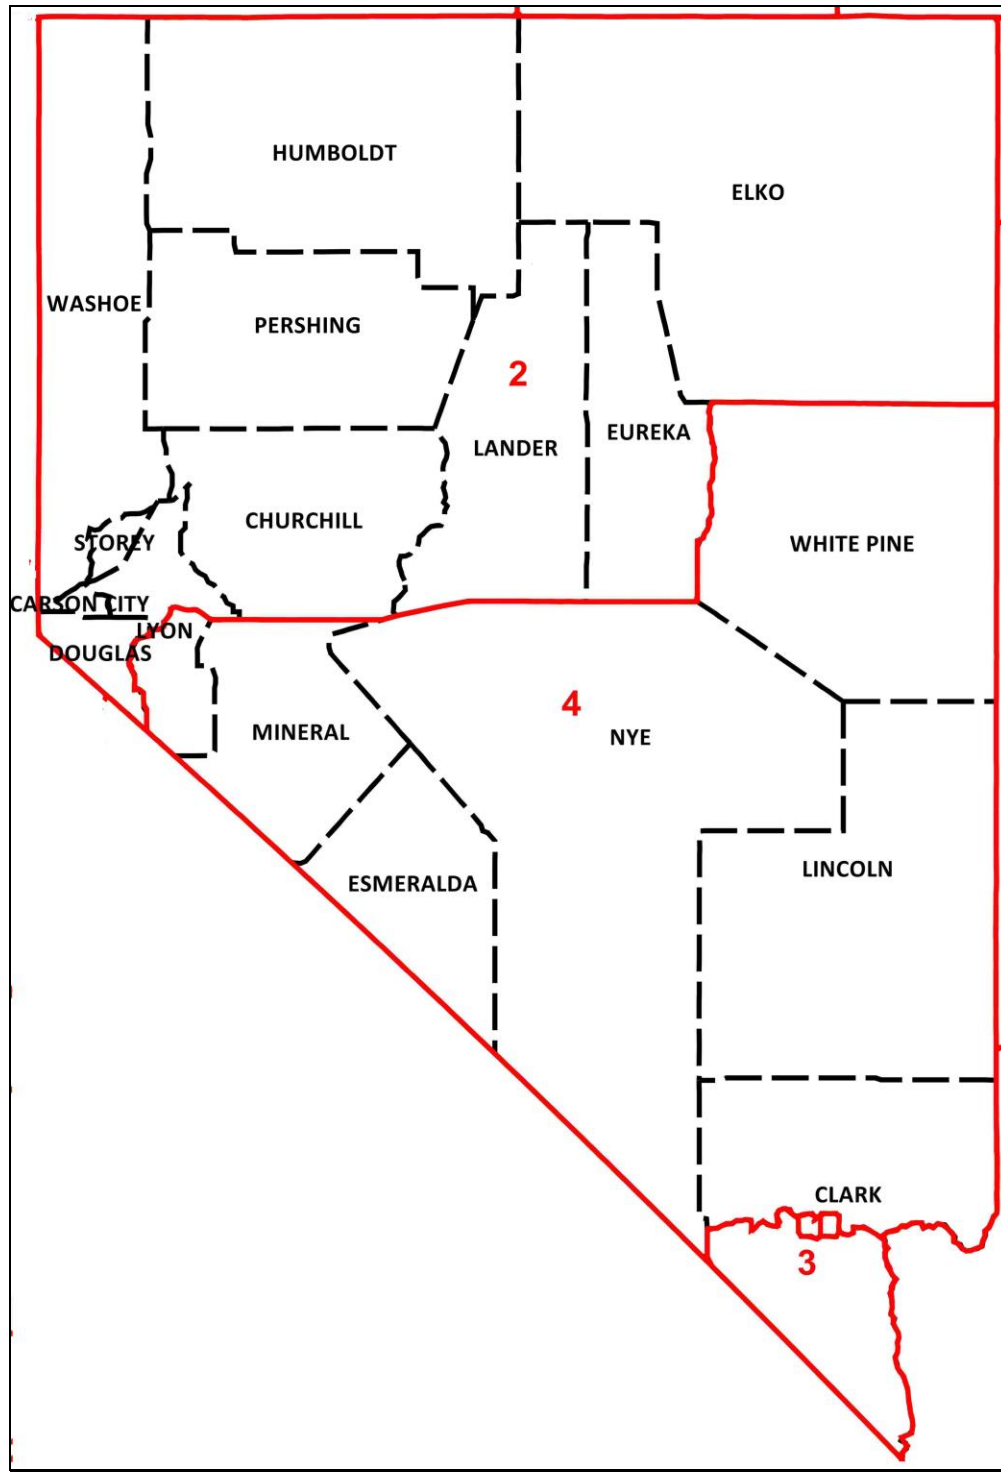 HUMBOLDT
ELKO
WASHOE
PERSHING
2
EUREKA
LANDER
CHURCHILL
STOREY
WHITE PINE
CARSON CITY
LYON
DOUGLAS
4
MINERAL
NYE
LINCOLN
ESMERALDA
CLARK
3